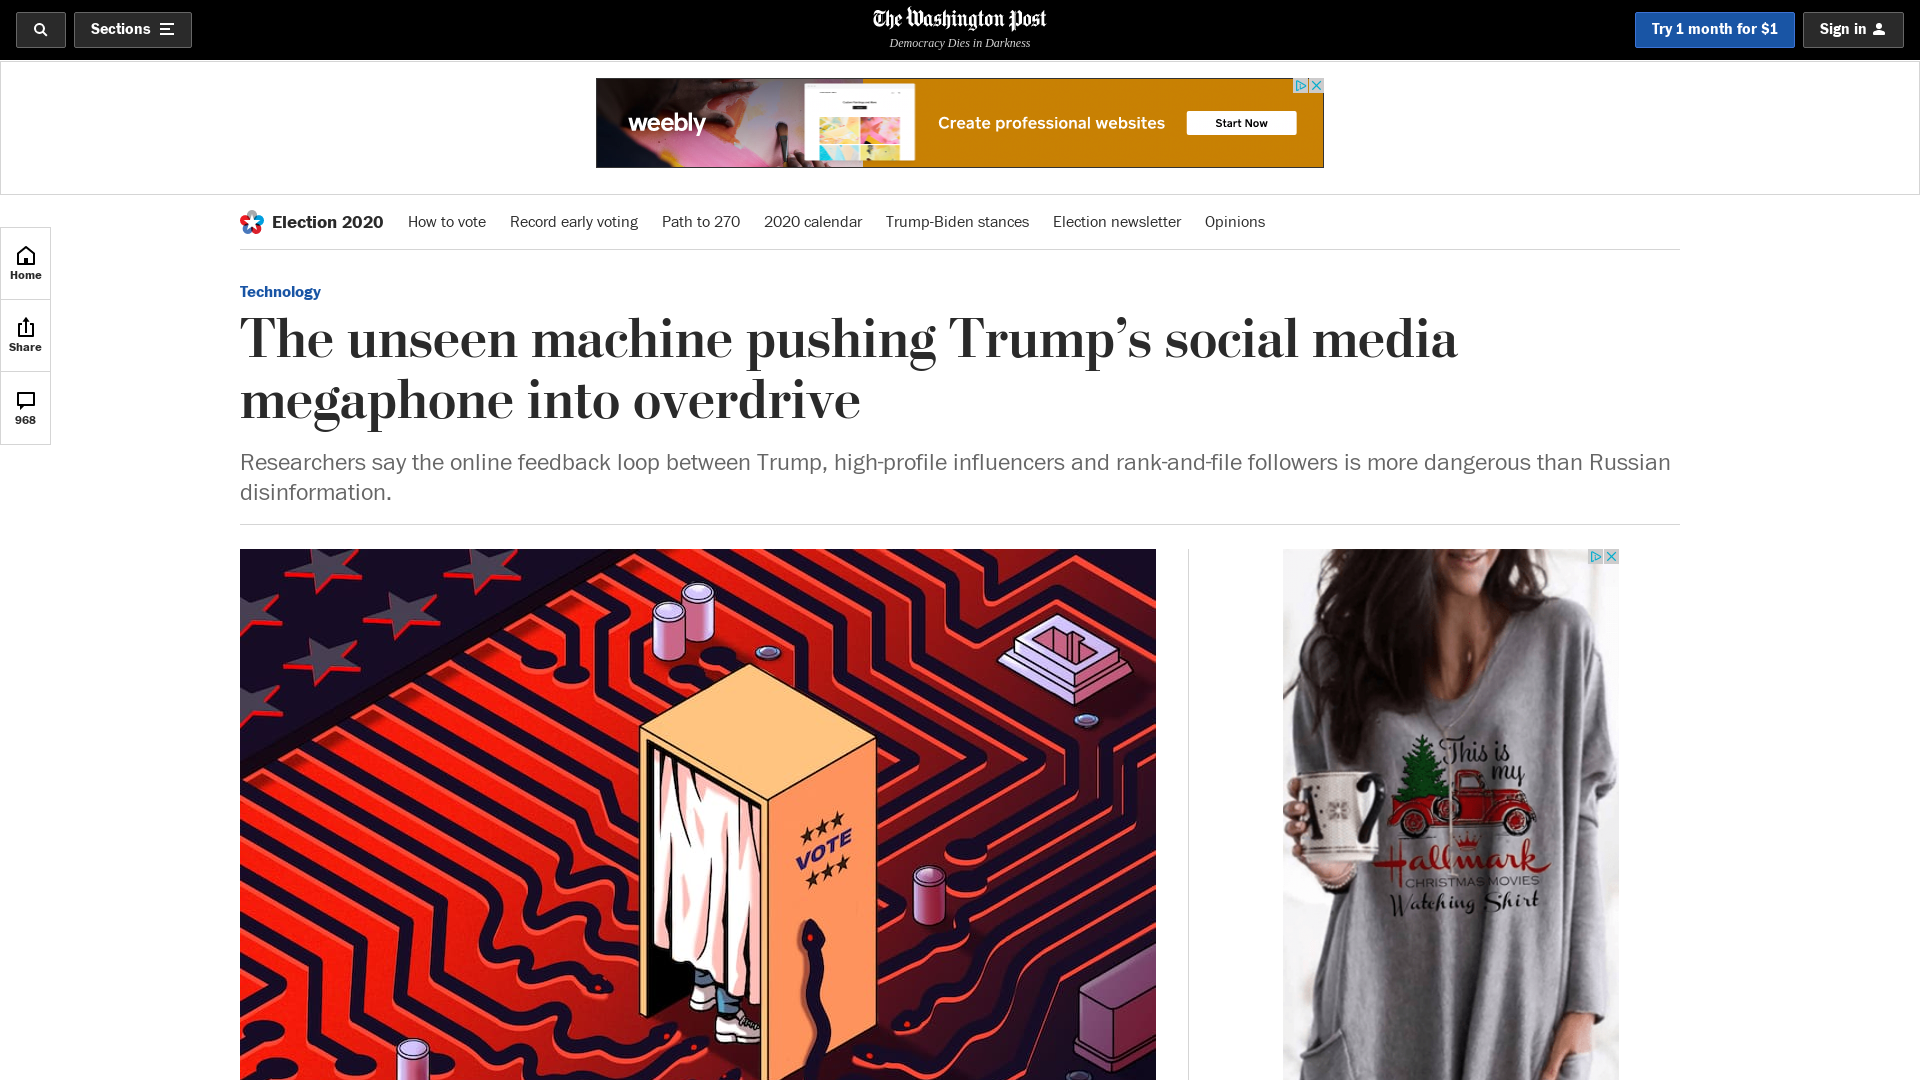 Sections
The Washington Post
Democracy Dies in Darkness
Try 1 month for $1
Sign in
weebly
Create professional websites
Start Now
Election 2020
How to vote
Record early voting
Path to 270
2020 calendar
Trump-Biden stances
Election newsletter
Opinions
Home
Share
968
Technology
The unseen machine pushing Trump’s social media
megaphone into overdrive
Researchers say the online feedback loop between Trump, high-profile influencers and rank-and-file followers is more dangerous than Russian
disinformation.
VOTE
This is
my
Hallmark
CHRISTMAS MOVIES
Watching Shirt